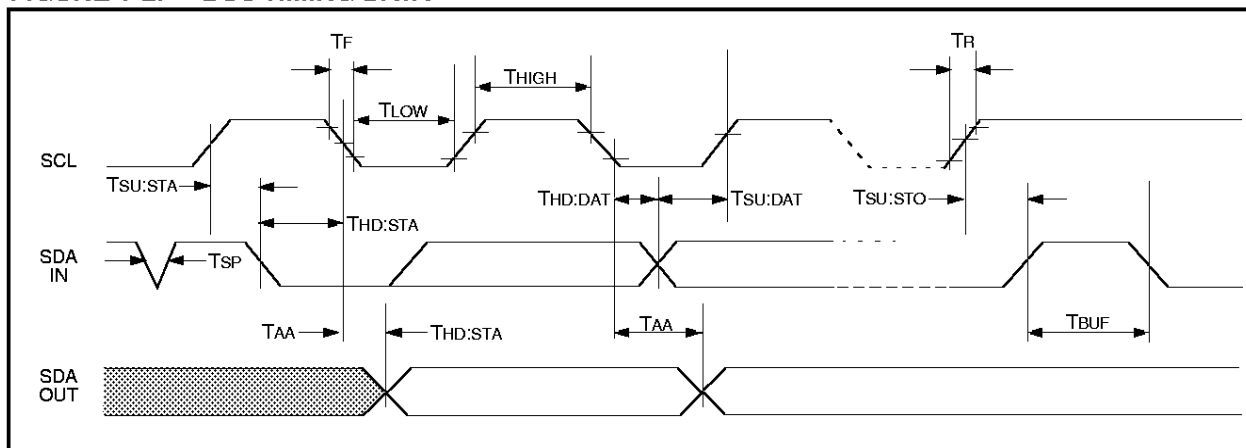 TF
TR
THIGH
TLOW
SCL
TSU:STA
THD:DAT
TSU:DAT
TSU:STO
THD:STA
SDA
IN
TSP
TAA
THD:STA
TAA
TBUF
SDA
OUT